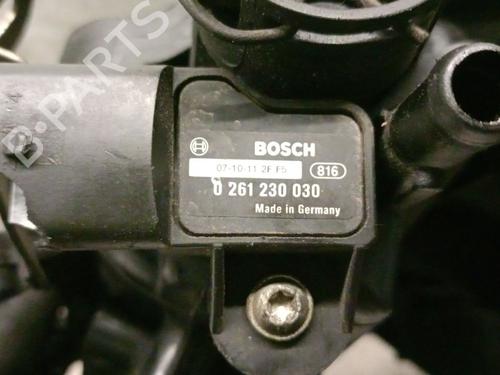 B-PARTS
BOSCH
07-10-11 2F F5
816
0 261 230 030
Made in Germany